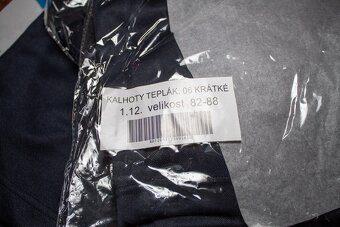 KALHOTY TEPLÁK. 06 KRÁTKÉ
1.12. velikost 82-88